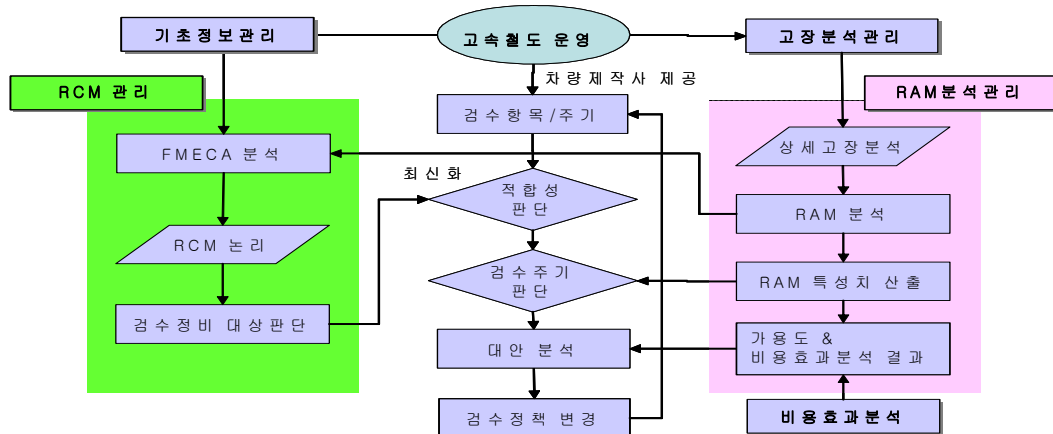 기초정보관리
고속철도 운영
고장분석관리
차량제작사 제공
RCM 관리
RAM분석관리
검수항목/주기
FMECA 분석
상세고장분석
최신화
적합성
판단
RAM 분석
RCM 논리
검수주기
판단
RAM 특성치 산출
검수정비 대상판단
대안 분석
가용도 &
비용효과분석 결과
검수정책 변경
비용효과분석